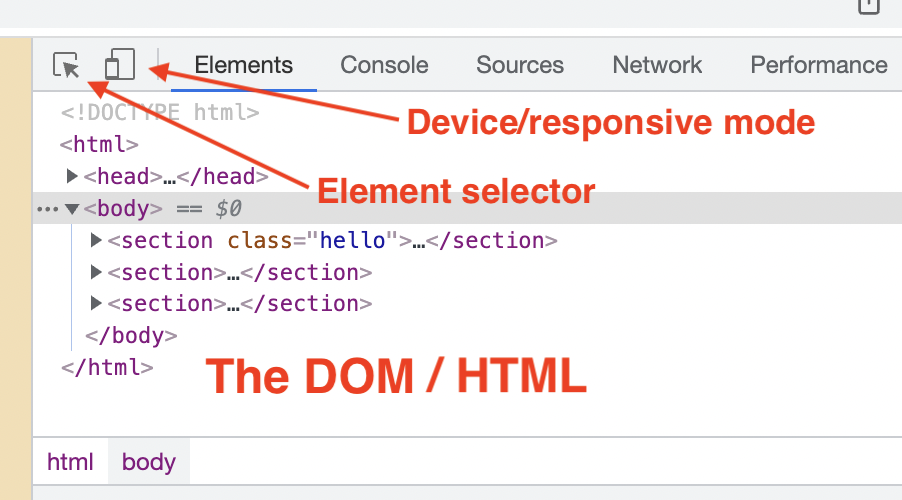 Elements Console Sources Network Performance
<!DOCTYPE html>
Device/responsive mode
<html>
<head>…</head>
Element selector
<body> == $0
<section class="hello">…</section>
<section>…</section>
<section>…</section>
</body>
</html>
The DOM / HTML
html body